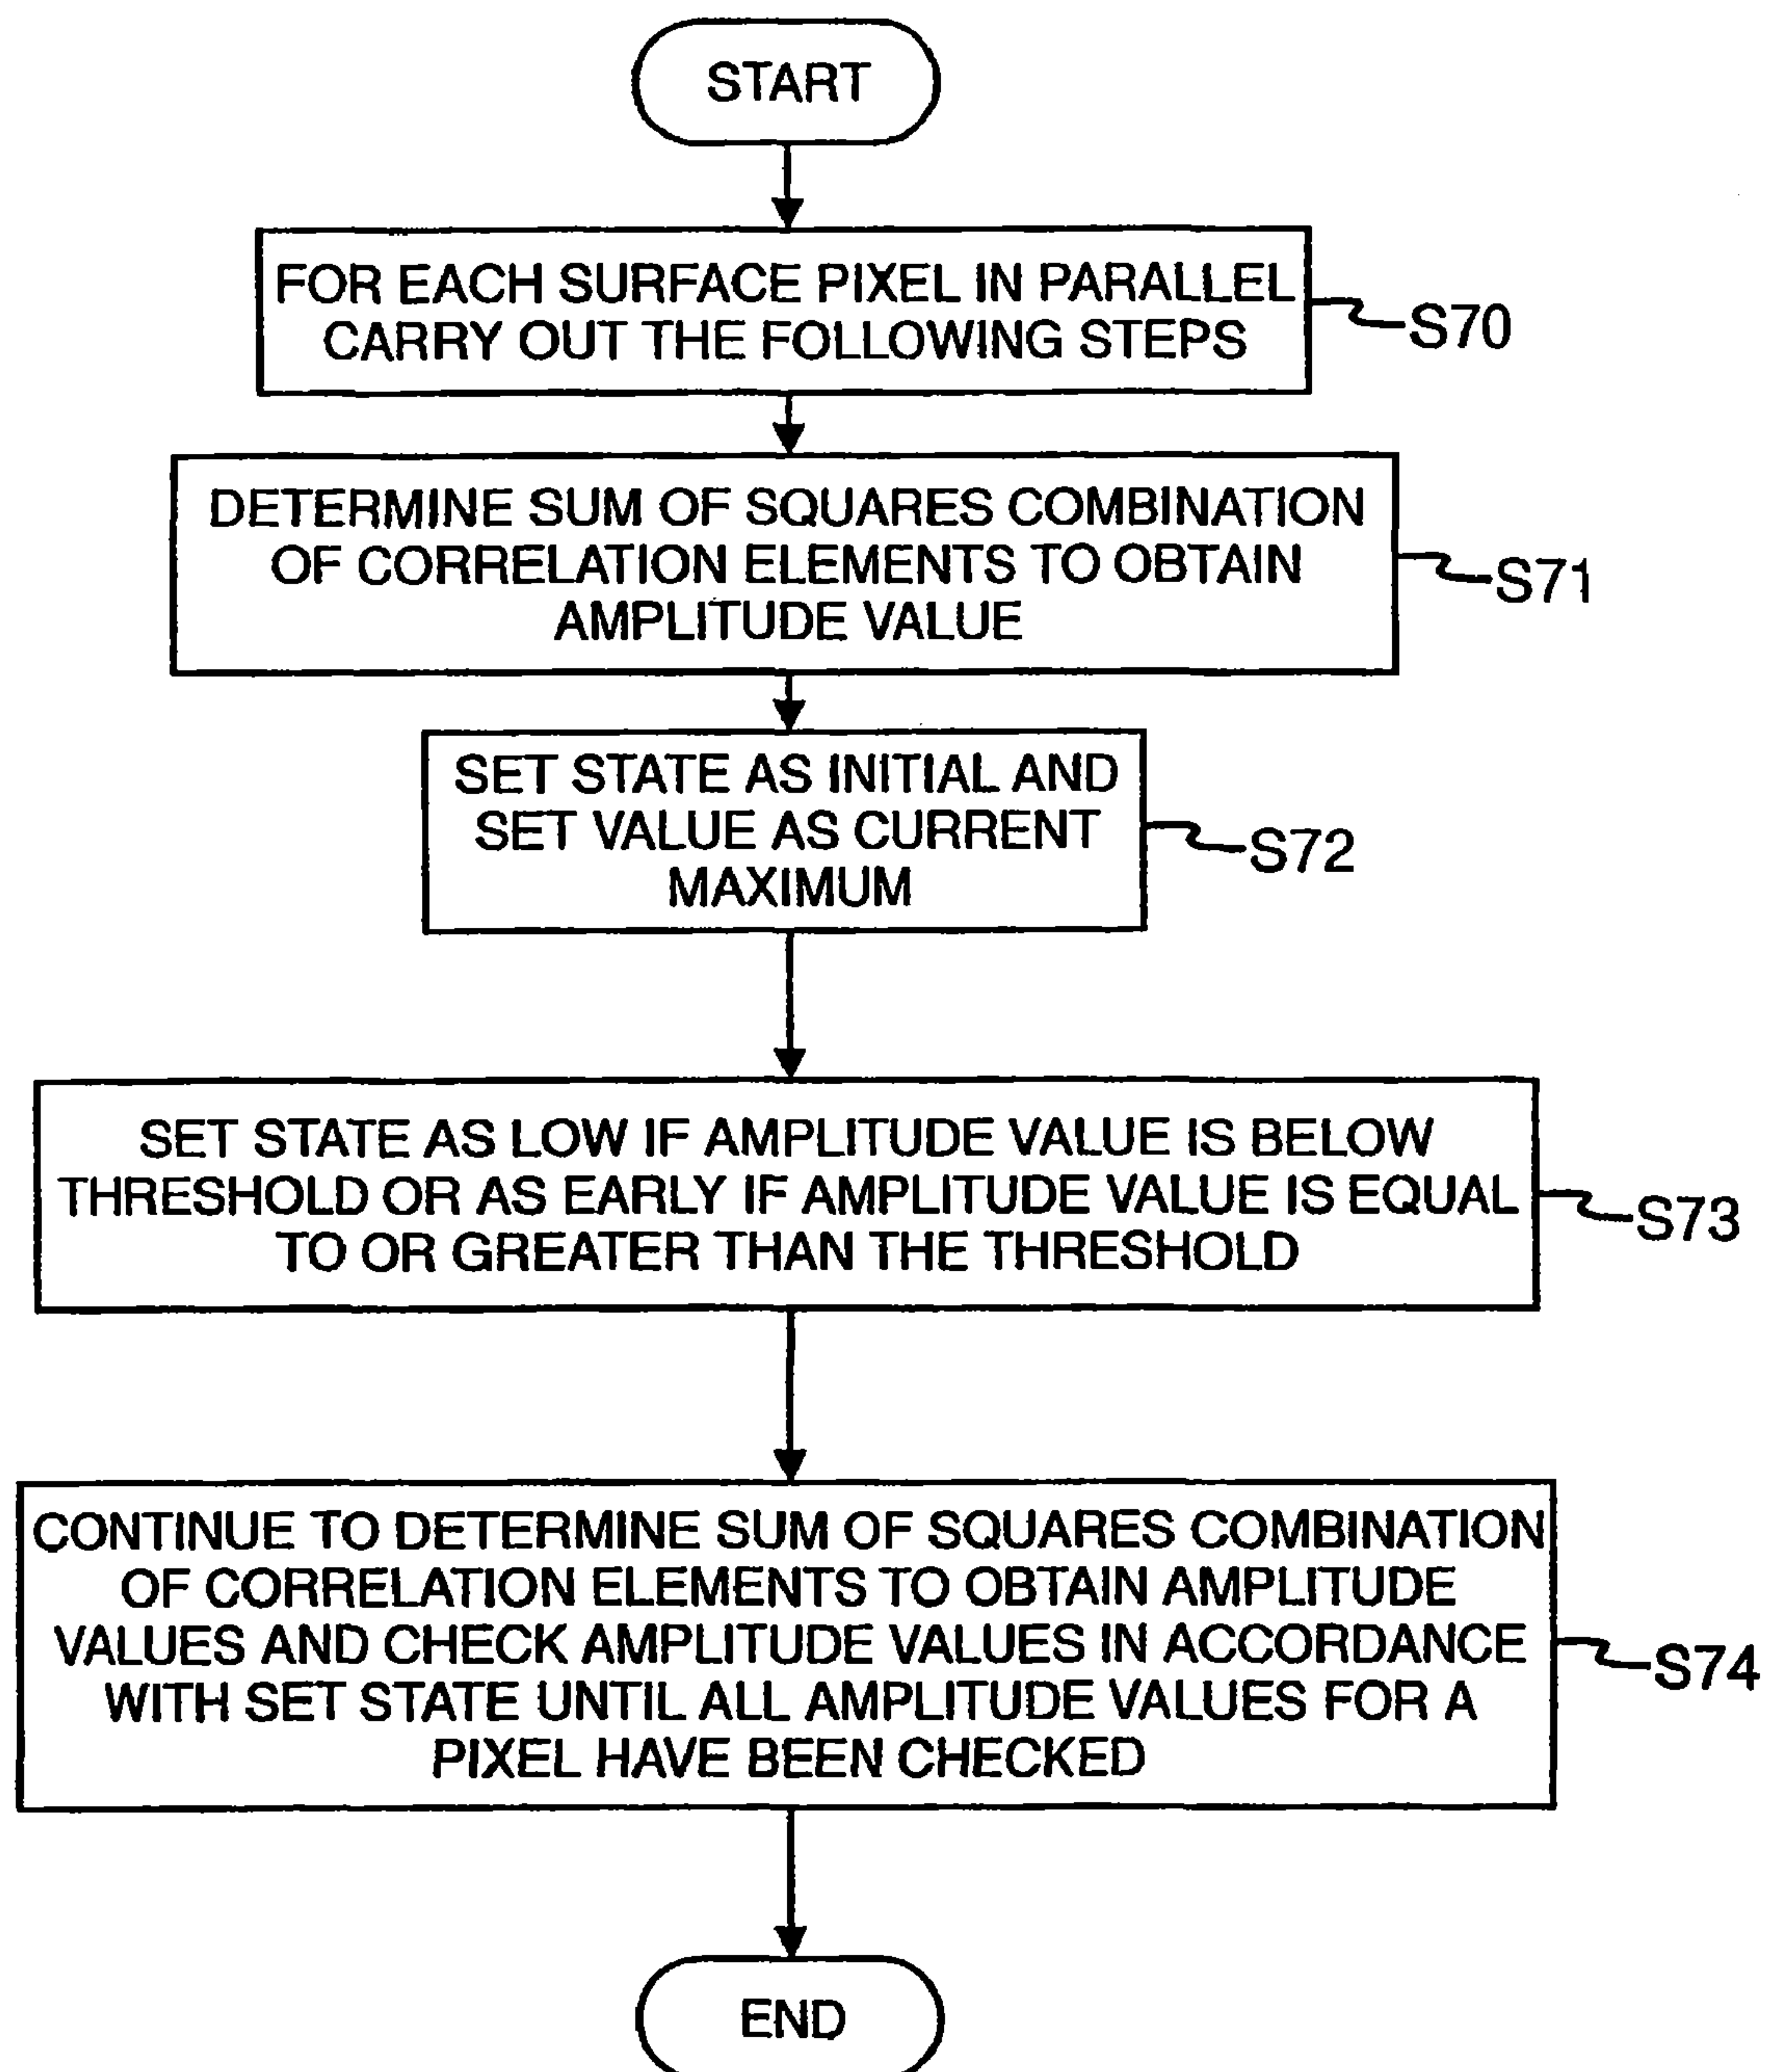 START
FOR EACH SURFACE PIXEL IN PARALLEL
CARRY OUT THE FOLLOWING STEPS
S70
DETERMINE SUM OF SQUARES COMBINATION
OF CORRELATION ELEMENTS TO OBTAIN
AMPLITUDE VALUE
S71
SET STATE AS INITIAL AND
SET VALUE AS CURRENT
MAXIMUM
S72
SET STATE AS LOW IF AMPLITUDE VALUE IS BELOW
THRESHOLD OR AS EARLY IF AMPLITUDE VALUE IS EQUAL
TO OR GREATER THAN THE THRESHOLD
S73
CONTINUE TO DETERMINE SUM OF SQUARES COMBINATION
OF CORRELATION ELEMENTS TO OBTAIN AMPLITUDE
VALUES AND CHECK AMPLITUDE VALUES IN ACCORDANCE
WITH SET STATE UNTIL ALL AMPLITUDE VALUES FOR A
PIXEL HAVE BEEN CHECKED
S74
END